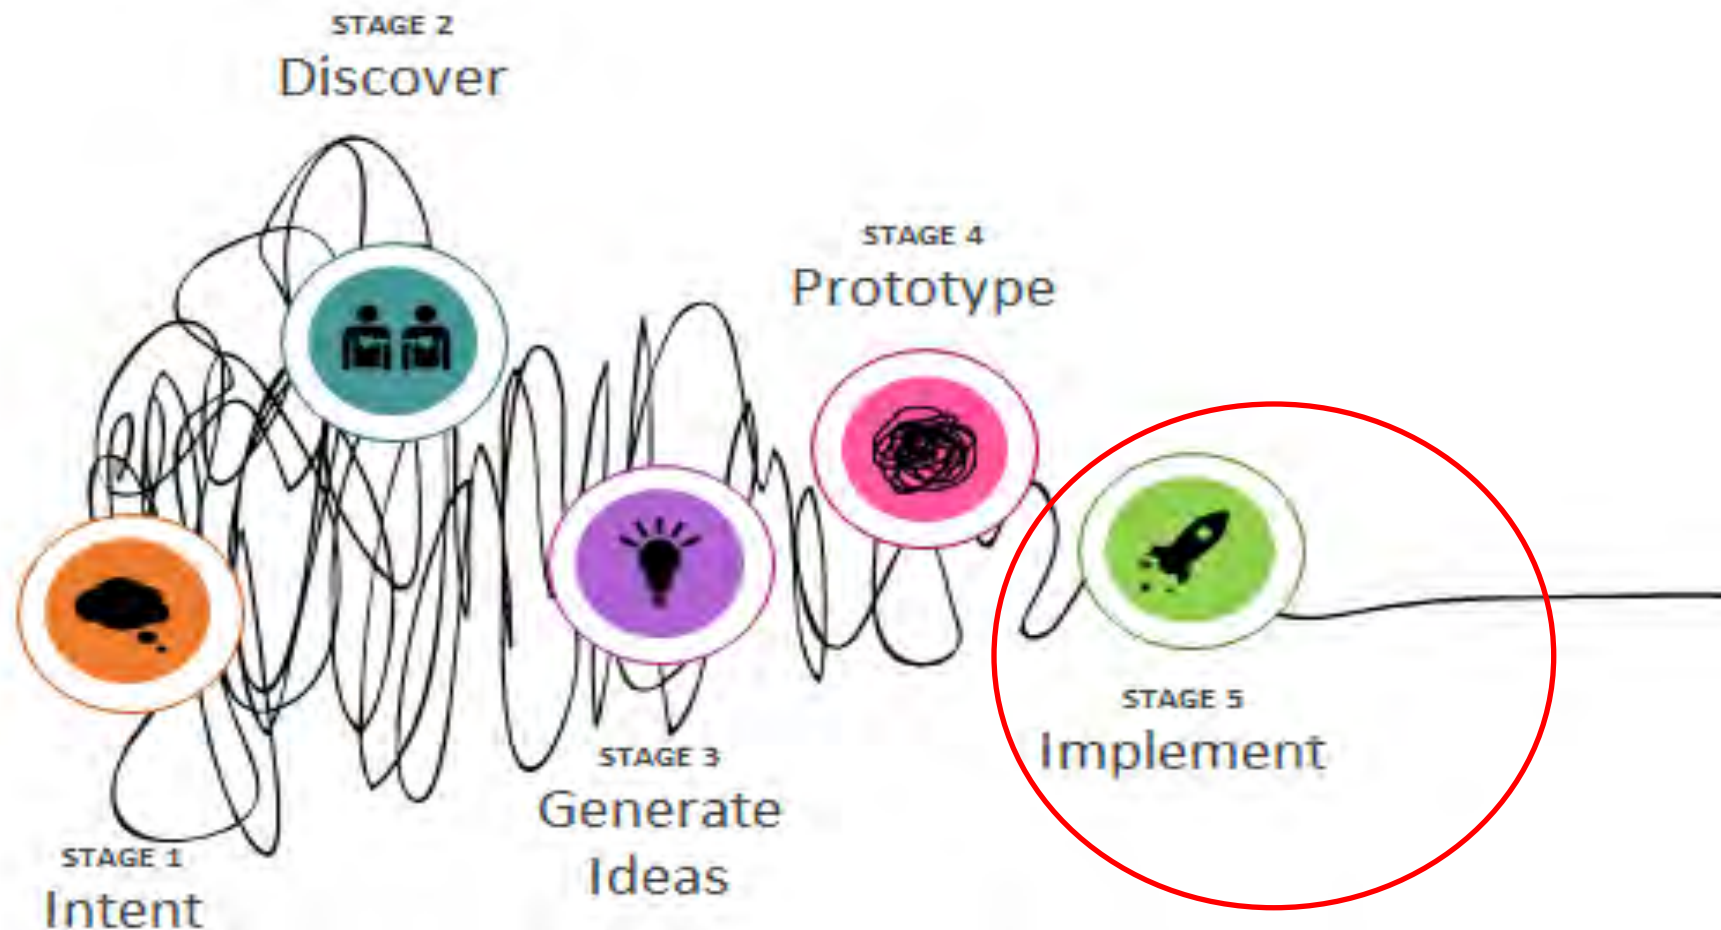 STAGE 1
Intent
STAGE 2
Discover
STAGE 3
Generate
Ideas
STAGE 4
Prototype
STAGE 5
Implement